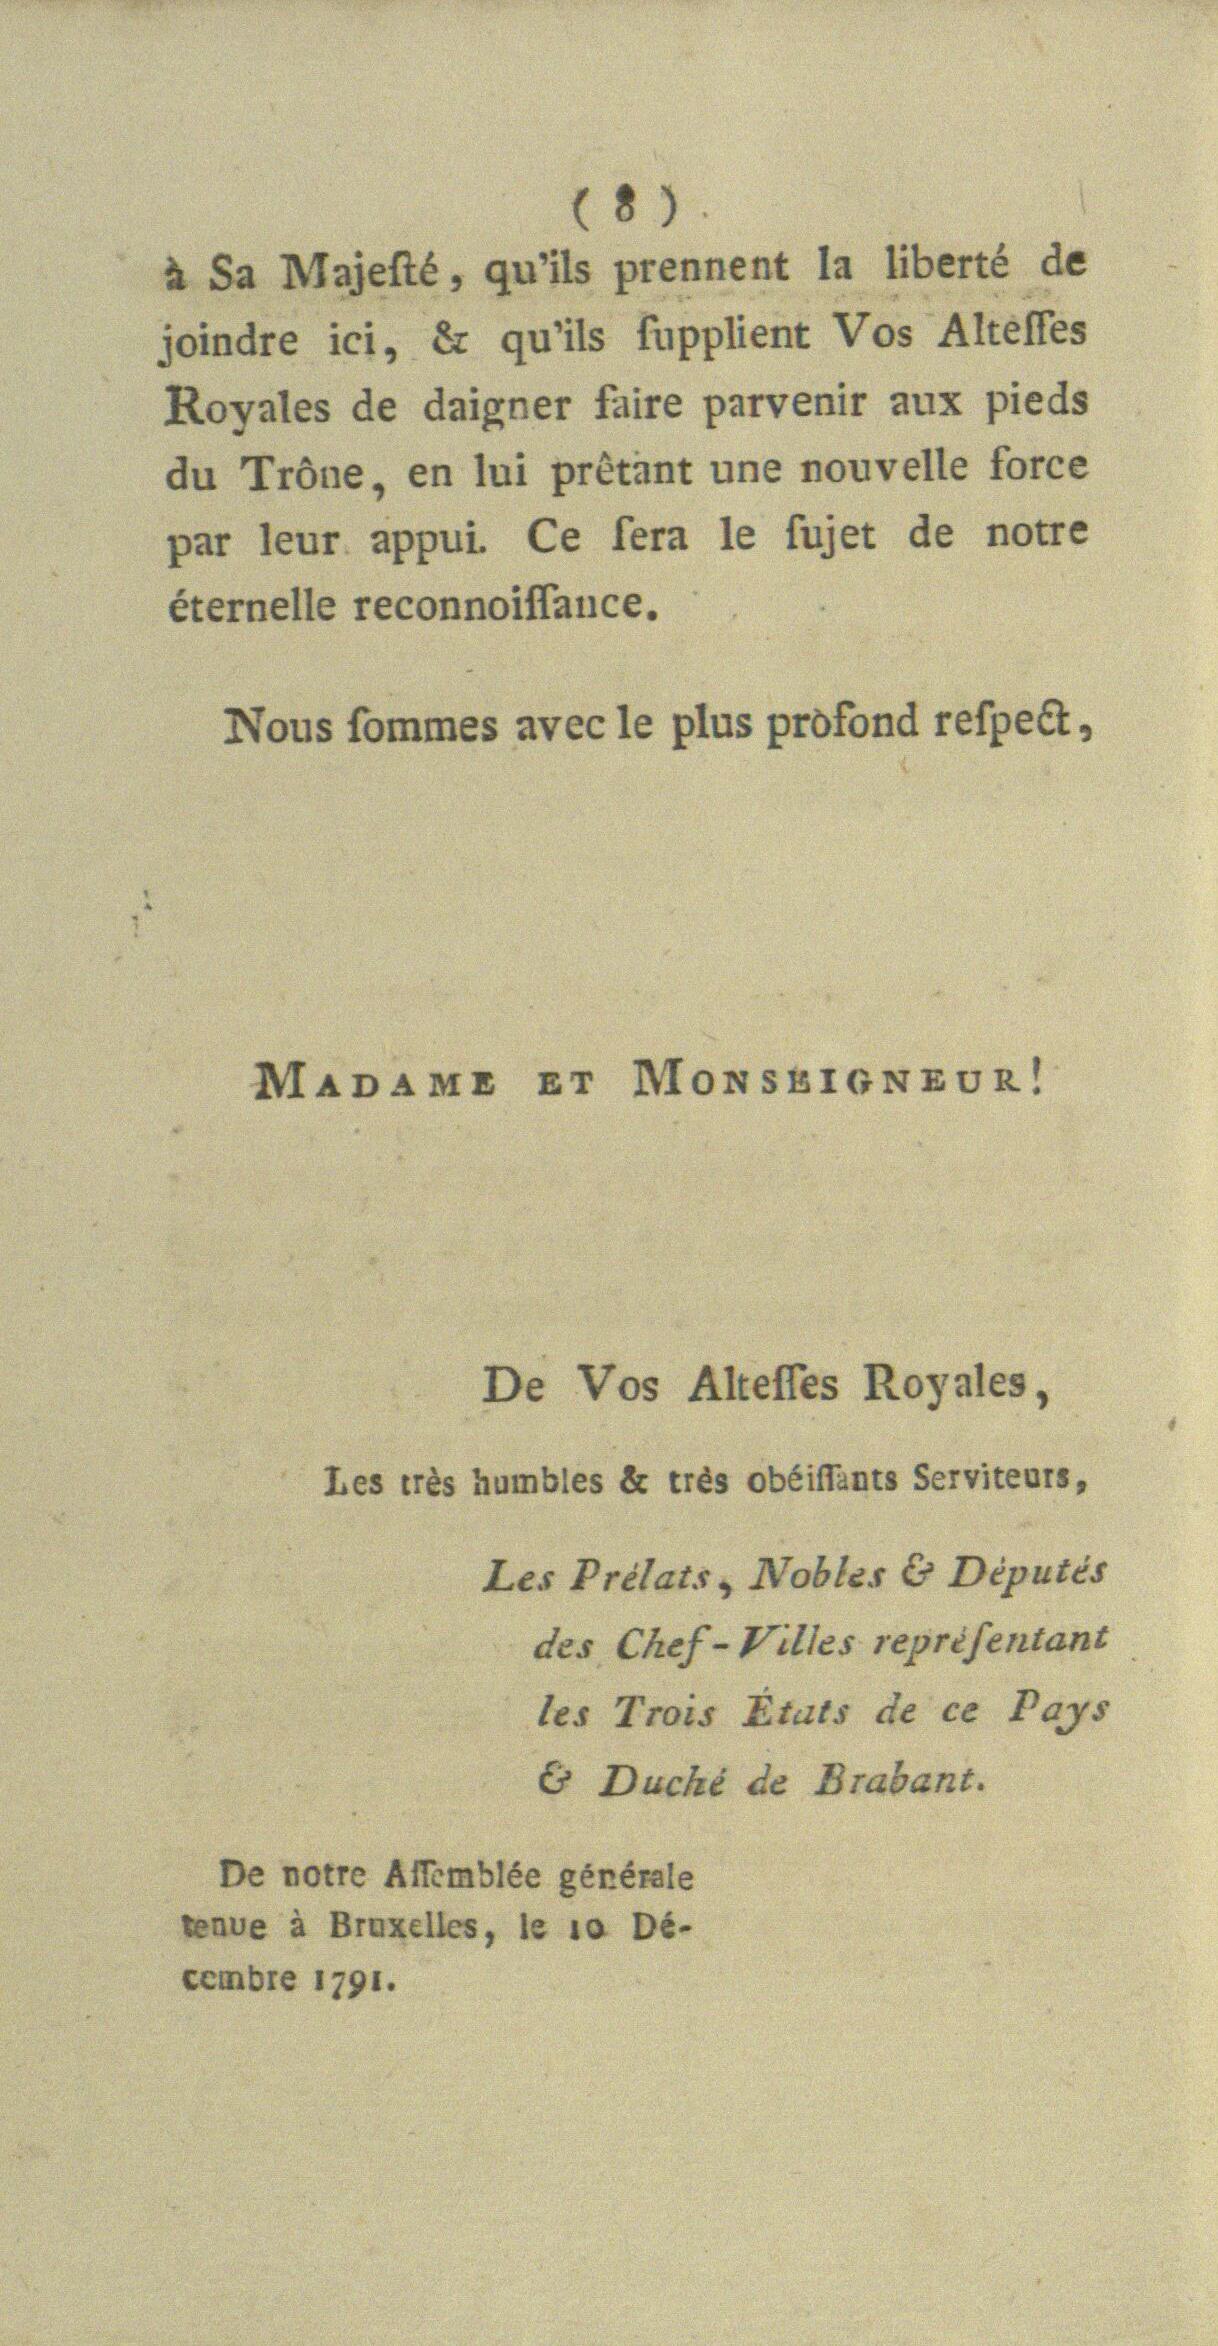 ( 8 )
à Sa Majeſté, qu'ils prennent la liberté de
joindre ici, & qu'ils ſupplient Vos Alteſſes
Royales de daigner faire parvenir aux pieds
du Trône, en lui prêtant une nouvelle force
par leur appui. Ce ſera le ſujet de notre
éternelle reconnoiſſance.
Nous ſommes avec le plus profond reſpect,
MADAME ET MONSEIGNEUR!
De Vos Alteſſes Royales,
Les très humbles & très obéiſſants Serviteurs,
Les Prélats, Nobles & Députés
des Chef-Villes repréſentant
les Trois États de ce Pays
& Duché de Brabant.
De notre Aſſemblée générale
tenue à Bruxelles, le 10 Dé-
cembre 1791.